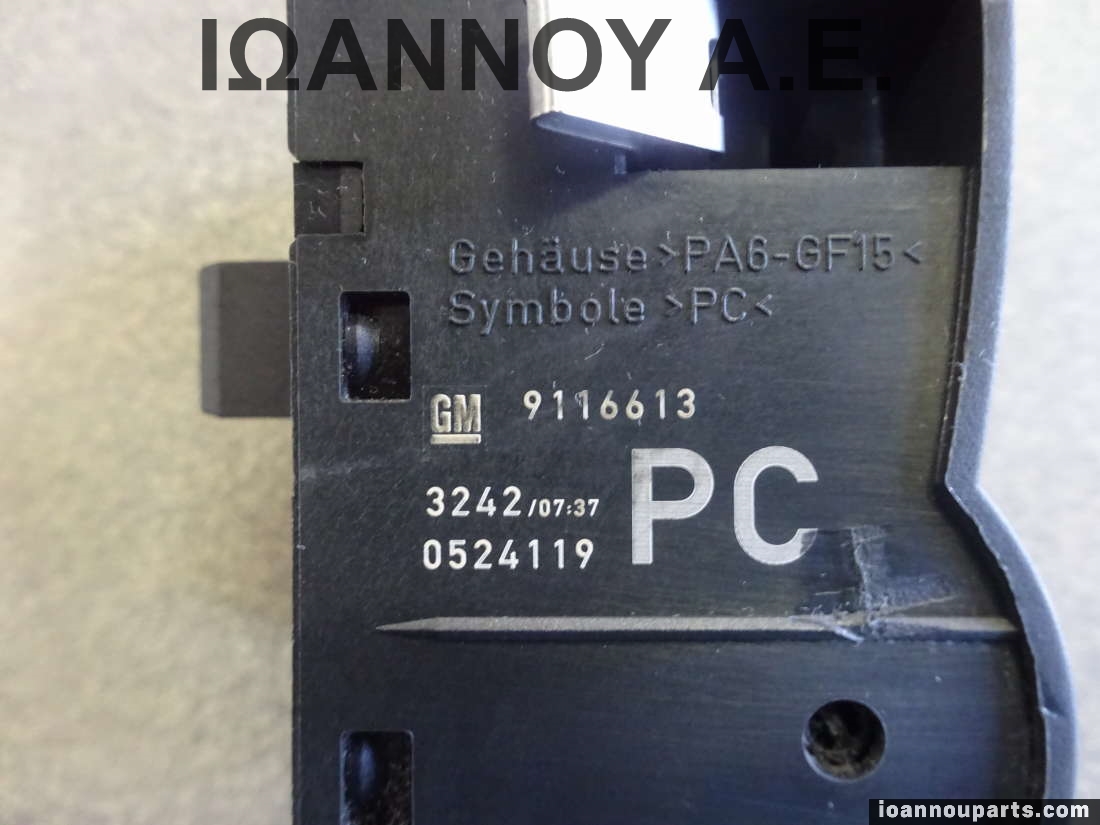 ΙΩΑΝΝΟΥ Α.Ε.
Gehäuse >PA6-GF15<
Symbole >PC<
GM 9116613
PC
3242/07:37
0524119
ioannouparts.com